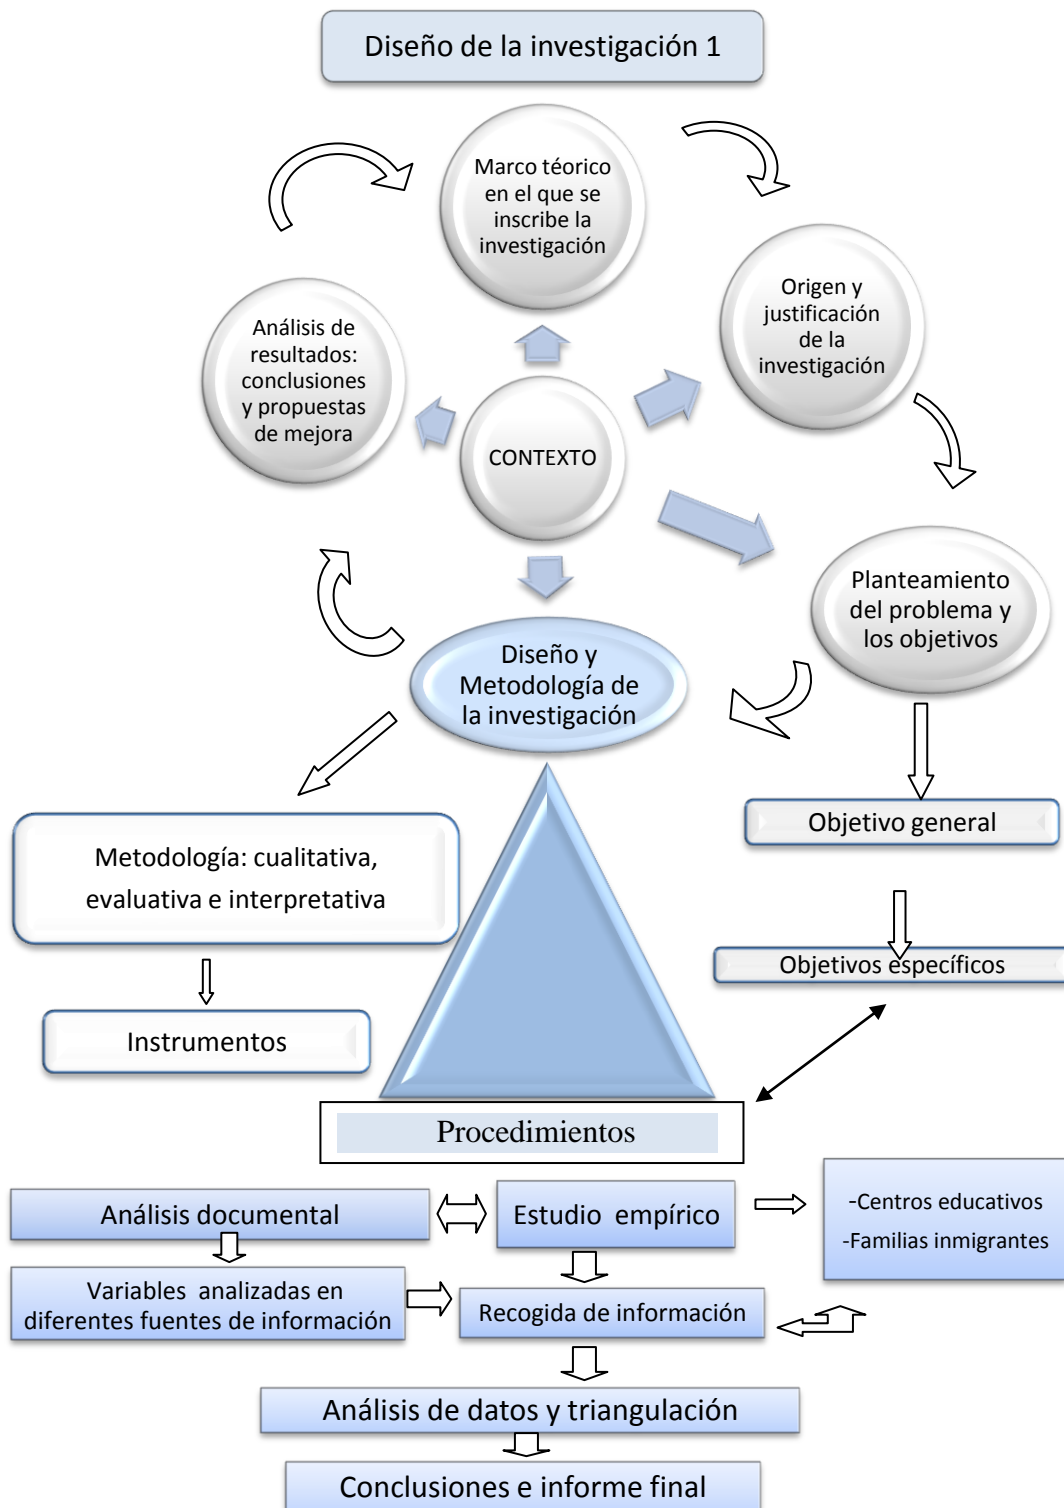 Diseño de la investigación 1
Marco téorico
en el que se
inscribe la
investigación
Origen y
justificación
de la
investigación
Análisis de
resultados:
conclusiones
y propuestas
de mejora
CONTEXTO
Planteamiento
del problema y
los objetivos
Diseño y
Metodología de
la investigación
Objetivo general
Metodología: cualitativa,
evaluativa e interpretativa
Objetivos específicos
Instrumentos
Procedimientos
Análisis documental
Estudio empírico
-Centros educativos
-Familias inmigrantes
Variables analizadas en
diferentes fuentes de información
Recogida de información
Análisis de datos y triangulación
Conclusiones e informe final